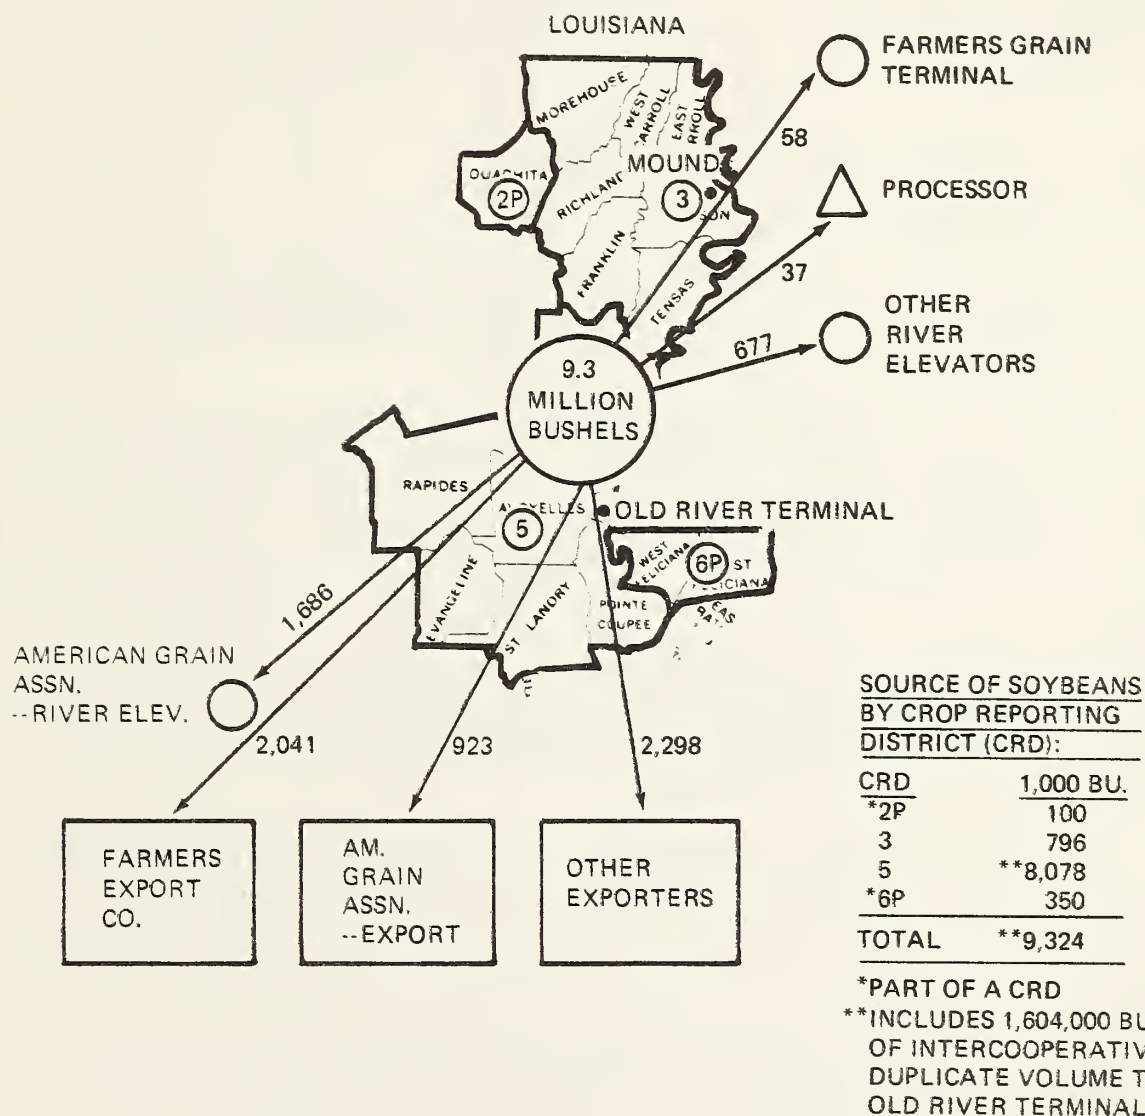 LOUISIANA
FARMERS GRAIN
TERMINAL
MOREHOUSE
WEST
CARROLL
EAST
58
MOUND
OUACHITA
2P
RICHLAND
3
PROCESSOR
FRANKLIN
TENSAS
37
OTHER
RIVER
ELEVATORS
677
9.3
MILLION
BUSHELS
RAPIDES
5
OLD RIVER TERMINAL
WEST
FELICIANA
6P
ST
FELICIANA
EVANGELINE
ST LANDRY
POINTE
COUPEE
1,686
AMERICAN GRAIN
ASSN.
--RIVER ELEV.
2,041
923
2,298
FARMERS
EXPORT
CO.
AM.
GRAIN
ASSN.
--EXPORT
OTHER
EXPORTERS
SOURCE OF SOYBEANS
BY CROP REPORTING
DISTRICT (CRD):
CRD 1,000 BU.
*2P 100
3 796
5 **8,078
*6P 350
TOTAL **9,324
*PART OF A CRD
**INCLUDES 1,604,000 BU
OF INTERCOOPERATIV
DUPLICATE VOLUME T
OLD RIVER TERMINAL